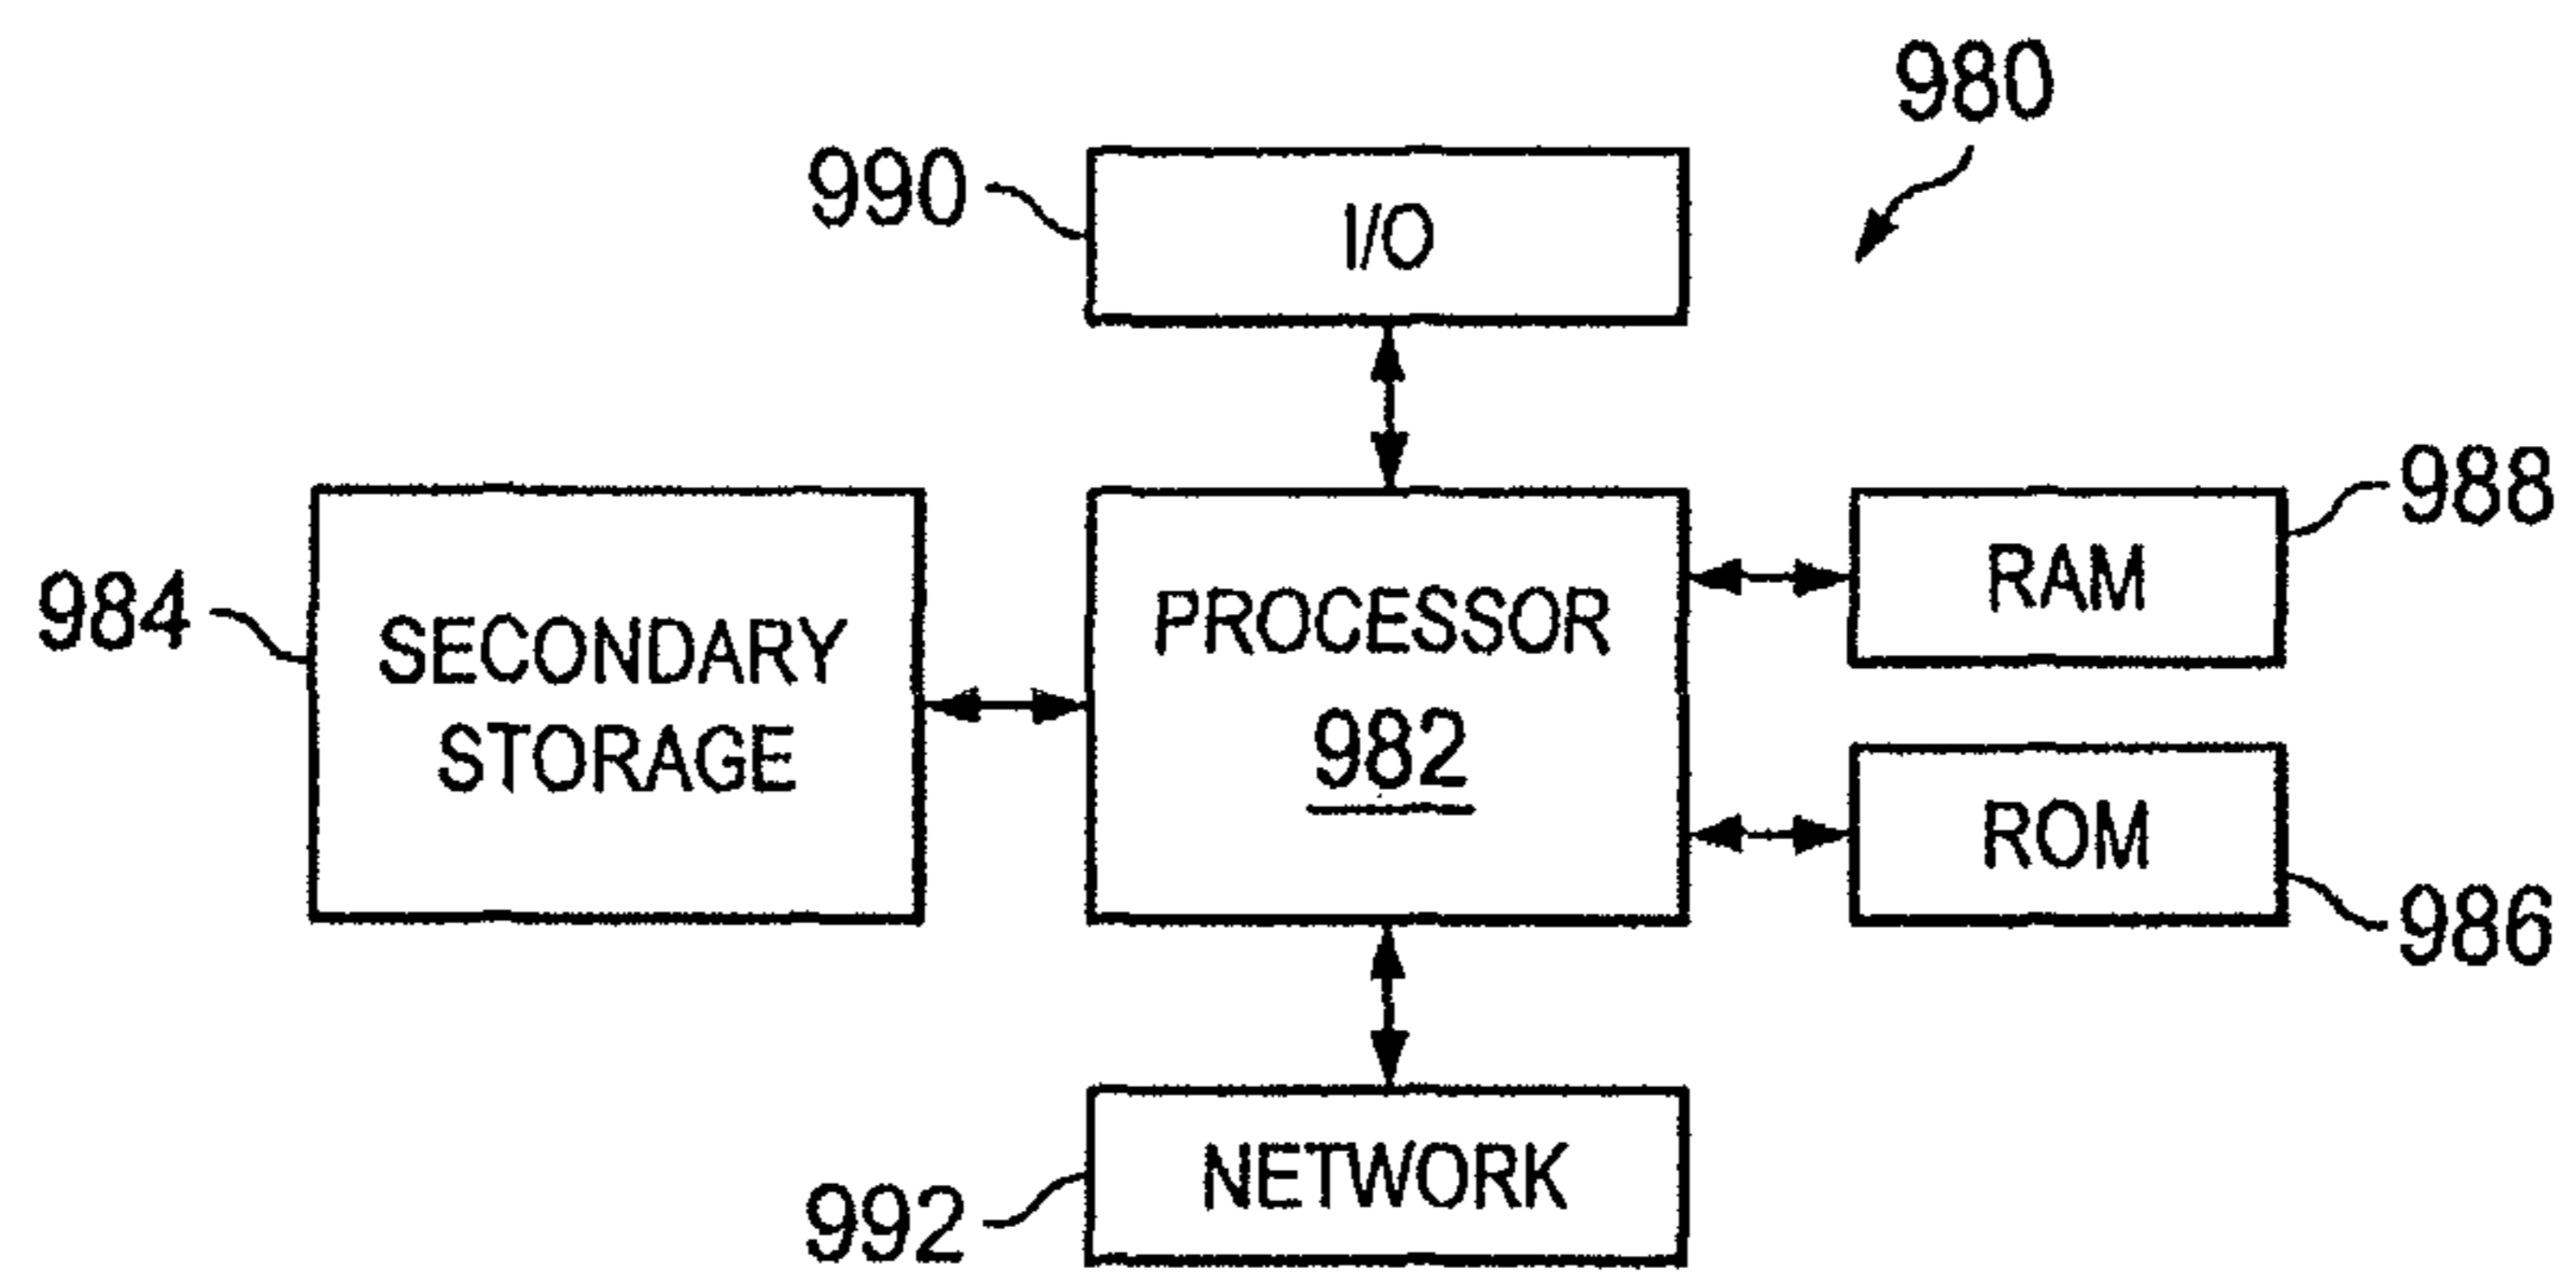 980
990
I/O
988
RAM
984
SECONDARY
STORAGE
PROCESSOR
982
ROM
986
NETWORK
992